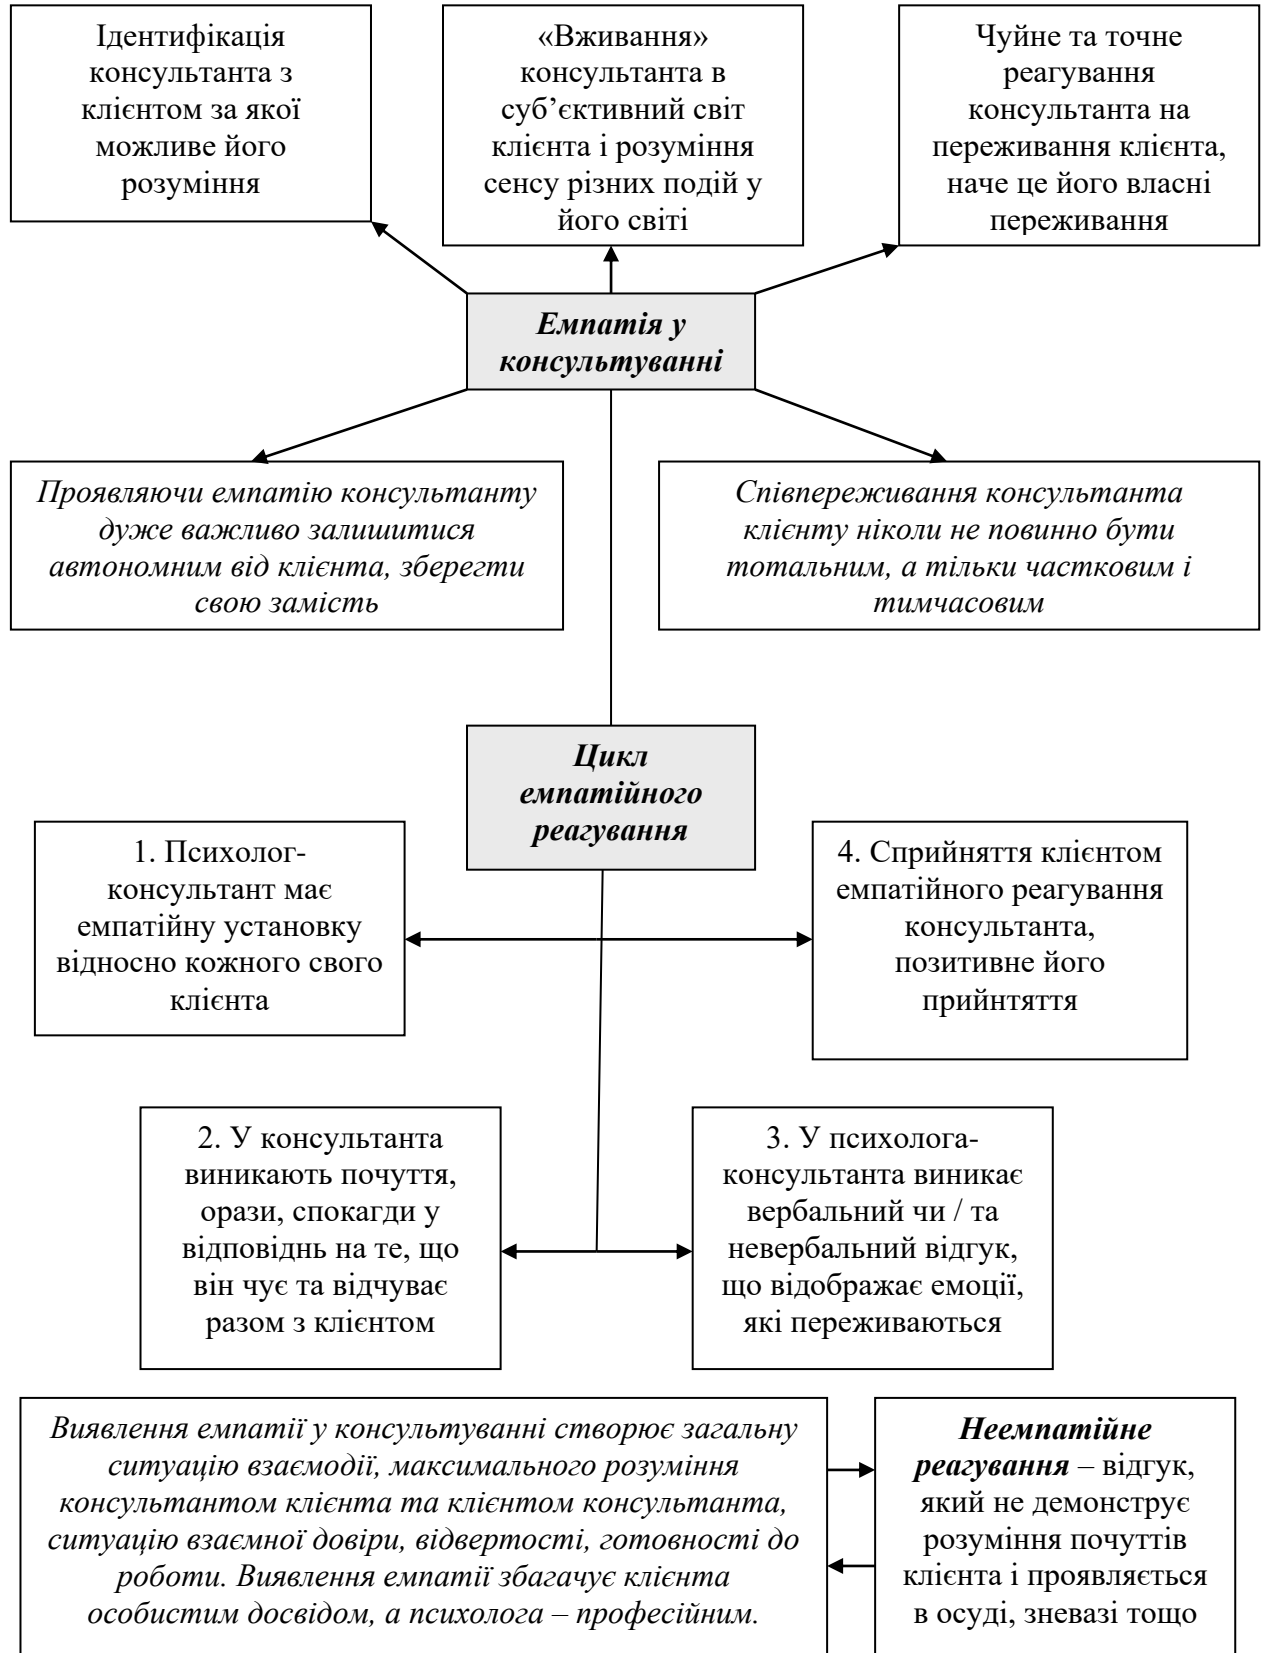 Ідентифікація
консультанта з
клієнтом за якої
можливе його
розуміння
«Вживання»
консультанта в
суб’єктивний світ
клієнта і розуміння
сенсу різних подій у
його світі
Чуйне та точне
реагування
консультанта на
переживання клієнта,
наче це його власні
переживання
Емпатія у
консультуванні
Проявляючи емпатію консультанту
дуже важливо залишитися
автономним від клієнта, зберегти
свою замість
Співпереживання консультанта
клієнту ніколи не повинно бути
тотальним, а тільки частковим і
тимчасовим
Цикл
емпатійного
реагування
1. Психолог-
консультант має
емпатійну установку
відносно кожного свого
клієнта
4. Сприйняття клієнтом
емпатійного реагування
консультанта,
позитивне його
прийнтяття
2. У консультанта
виникають почуття,
орази, спокагди у
відповіднь на те, що
він чує та відчуває
разом з клієнтом
3. У психолога-
консультанта виникає
вербальний чи / та
невербальний відгук,
що відображає емоції,
які переживаються
Виявлення емпатії у консультуванні створює загальну
ситуацію взаємодії, максимального розуміння
консультантом клієнта та клієнтом консультанта,
ситуацію взаємної довіри, відвертості, готовності до
роботи. Виявлення емпатії збагачує клієнта
особистим досвідом, а психолога – професійним.
Неемпатійне
реагування – відгук,
який не демонструє
розуміння почуттів
клієнта і проявляється
в осуді, зневазі тощо